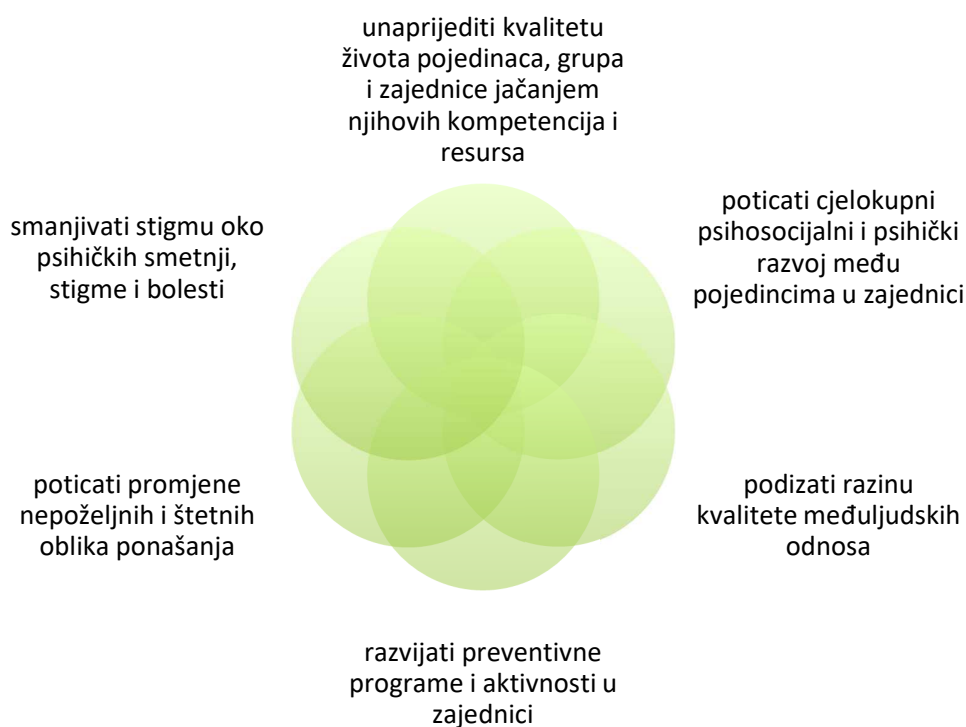 unaprijediti kvalitetu
života pojedinaca, grupa
i zajednice jačanjem
njihovih kompetencija i
resursa
poticati cjelokupni
psihosocijalni i psihički
razvoj među
pojedincima u zajednici
podizati razinu
kvalitete međuljudskih
odnosa
razvijati preventivne
programe i aktivnosti u
zajednici
poticati promjene
nepoželjnih i štetnih
oblika ponašanja
smanjivati stigmu oko
psihičkih smetnji,
stigme i bolesti